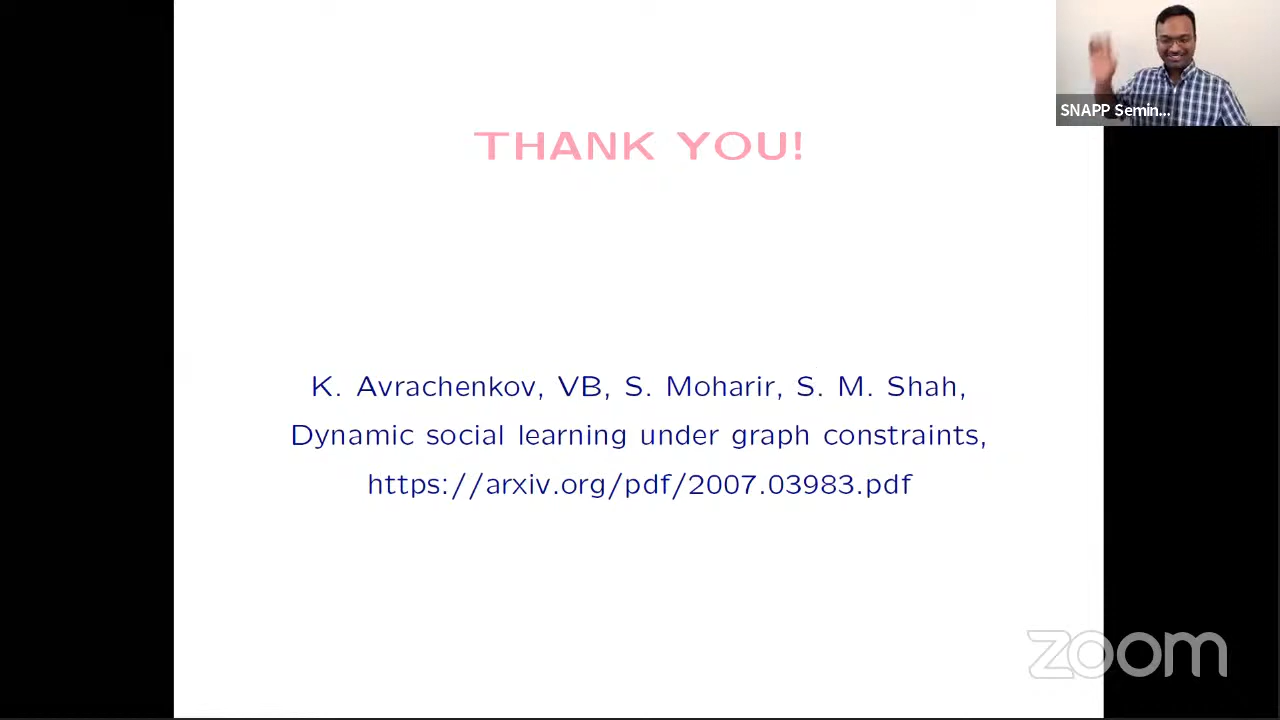 SNAPP Semin...
THANK YOU!
K. Avrachenkov, VB, S. Moharir, S. M. Shah,
Dynamic social learning under graph constraints,
https://arxiv.org/pdf/2007.03983.pdf
zoom